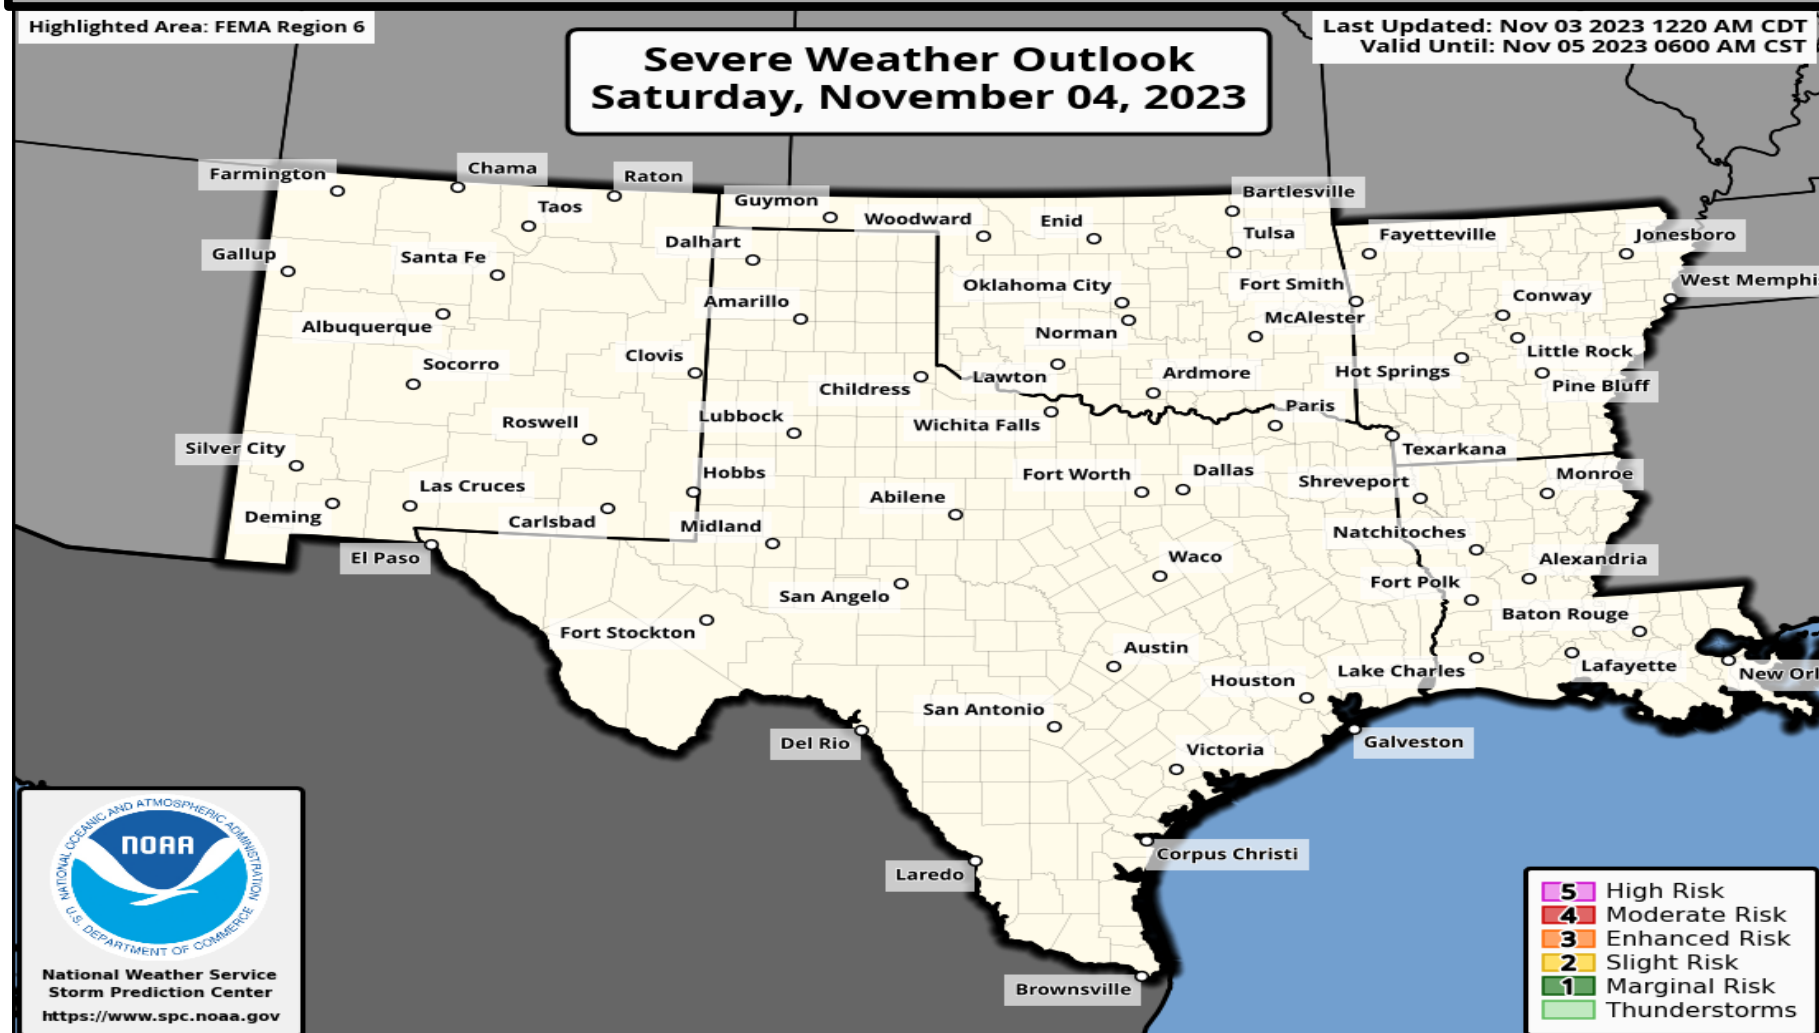 Highlighted Area: FEMA Region 6
Severe Weather Outlook
Saturday, November 04, 2023
Last Updated: Nov 03 2023 1220 AM CDT
Valid Until: Nov 05 2023 0600 AM CST
Farmington
Chama
Raton
Taos
Guymon
Woodward
Enid
Bartlesville
Gallup
Santa Fe
Dalhart
Tulsa
Fayetteville
Jonesboro
Albuquerque
Amarillo
Oklahoma City
Fort Smith
Conway
West Memphi
Norman
McAlester
Socorro
Clovis
Childress
Lawton
Ardmore
Hot Springs
Little Rock
Pine Bluff
Roswell
Lubbock
Wichita Falls
Paris
Texarkana
Silver City
Las Cruces
Hobbs
Abilene
Fort Worth
Dallas
Shreveport
Monroe
Deming
Carlsbad
Midland
Natchitoches
El Paso
Waco
Alexandria
San Angelo
Fort Polk
Fort Stockton
Baton Rouge
Austin
Houston
Lake Charles
Lafayette
New Orl
San Antonio
Del Rio
Victoria
Galveston
Laredo
Corpus Christi
Brownsville
NATIONAL OCEANIC AND ATMOSPHERIC ADMINISTRATION
NOAA
U.S. DEPARTMENT OF COMMERCE
National Weather Service
Storm Prediction Center
https://www.spc.noaa.gov
5 High Risk
4 Moderate Risk
3 Enhanced Risk
2 Slight Risk
1 Marginal Risk
Thunderstorms